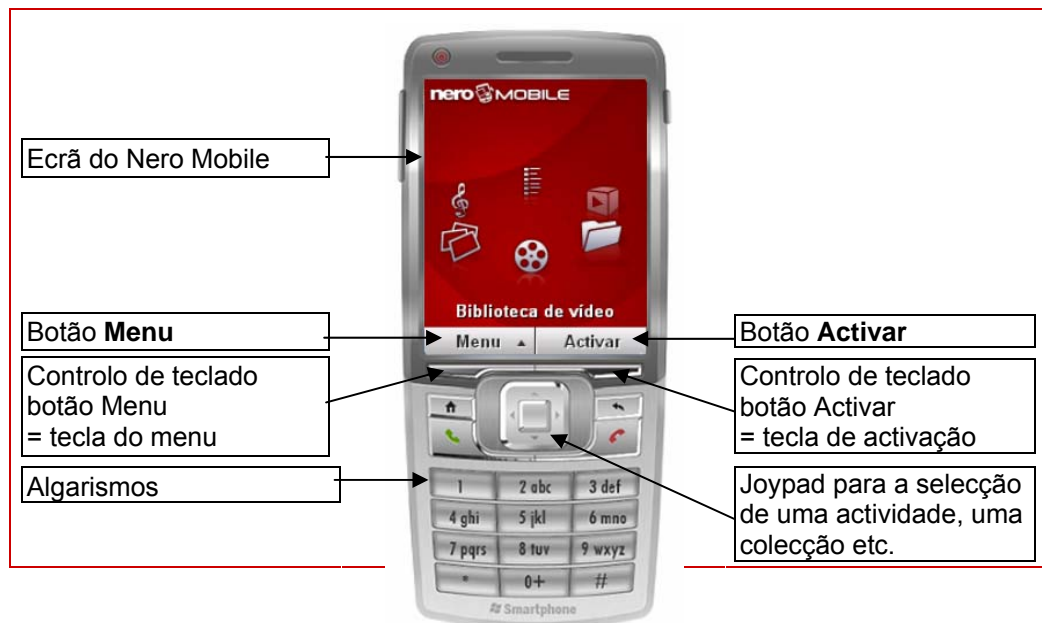 nero MOBILE
Ecrã do Nero Mobile
Biblioteca de vídeo
Menu
Activar
Botão Menu
Botão Activar
Controlo de teclado
botão Menu
= tecla do menu
Controlo de teclado
botão Activar
= tecla de activação
Algarismos
Joypad para a selecção
de uma actividade, uma
colecção etc.
1 2 abc 3 def
4 ghi 5 jkl 6 mno
7 pqrs 8 tuv 9 wxyz
* 0+ #
Smartphone